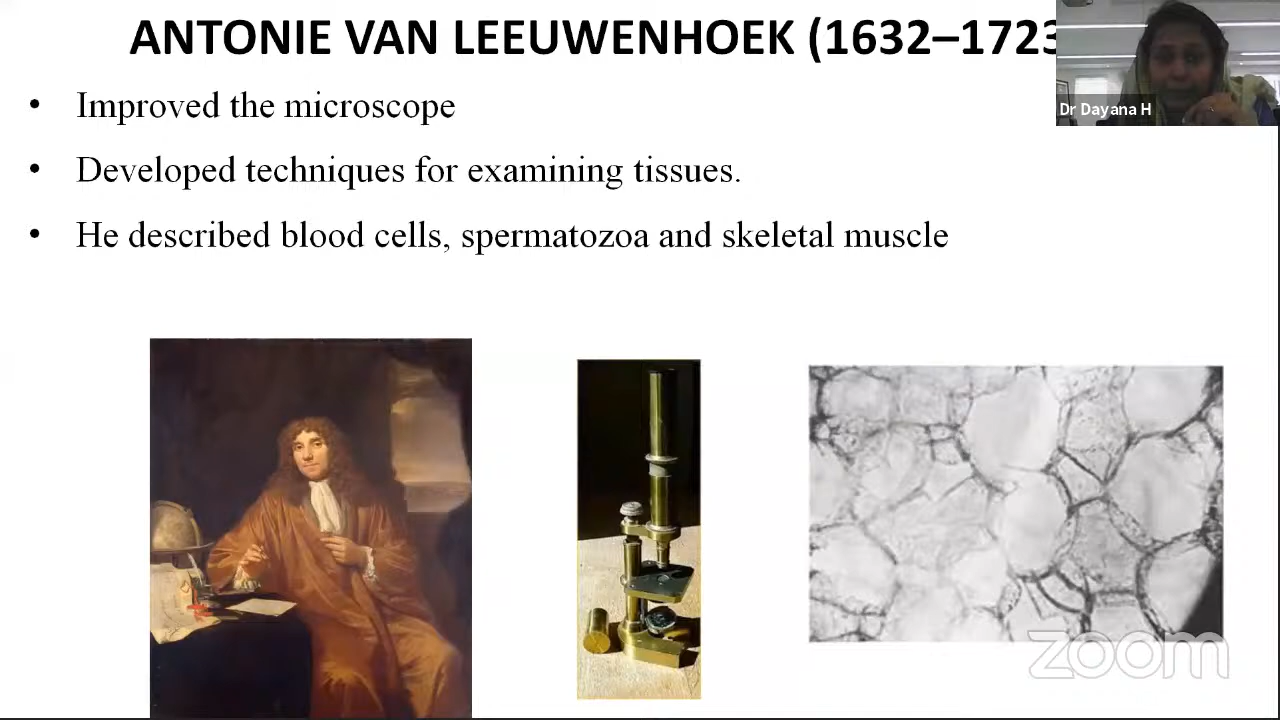 ANTONIE VAN LEEUWENHOEK (1632–1723
Dr Dayana H
• Improved the microscope
• Developed techniques for examining tissues.
• He described blood cells, spermatozoa and skeletal muscle
zoom